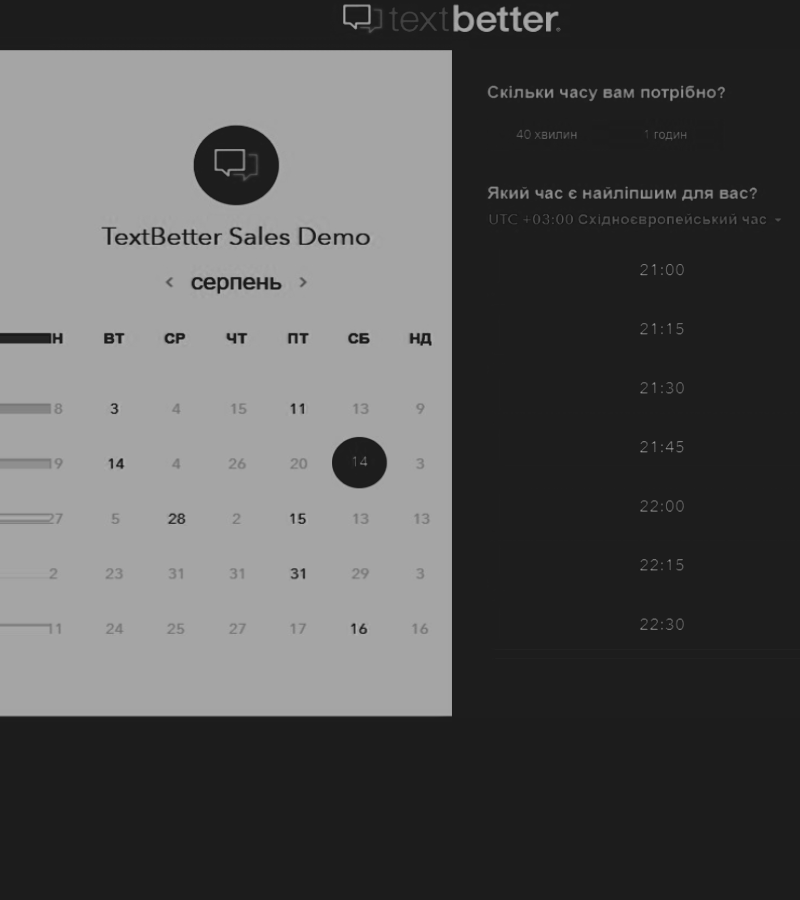 textbetter.
TextBetter Sales Demo
< серпень >
Н ВТ СР ЧТ ПТ СБ НД
8 3 4 15 11 13 9
9 14 4 26 20 14 3
27 5 28 2 15 13 13
2 23 31 31 31 29 3
11 24 25 27 17 16 16
Скільки часу вам потрібно?
40 хвилин 1 годин
Який час є найліпшим для вас?
UTC +03:00 Східноєвропейський час
21:00
21:15
21:30
21:45
22:00
22:15
22:30